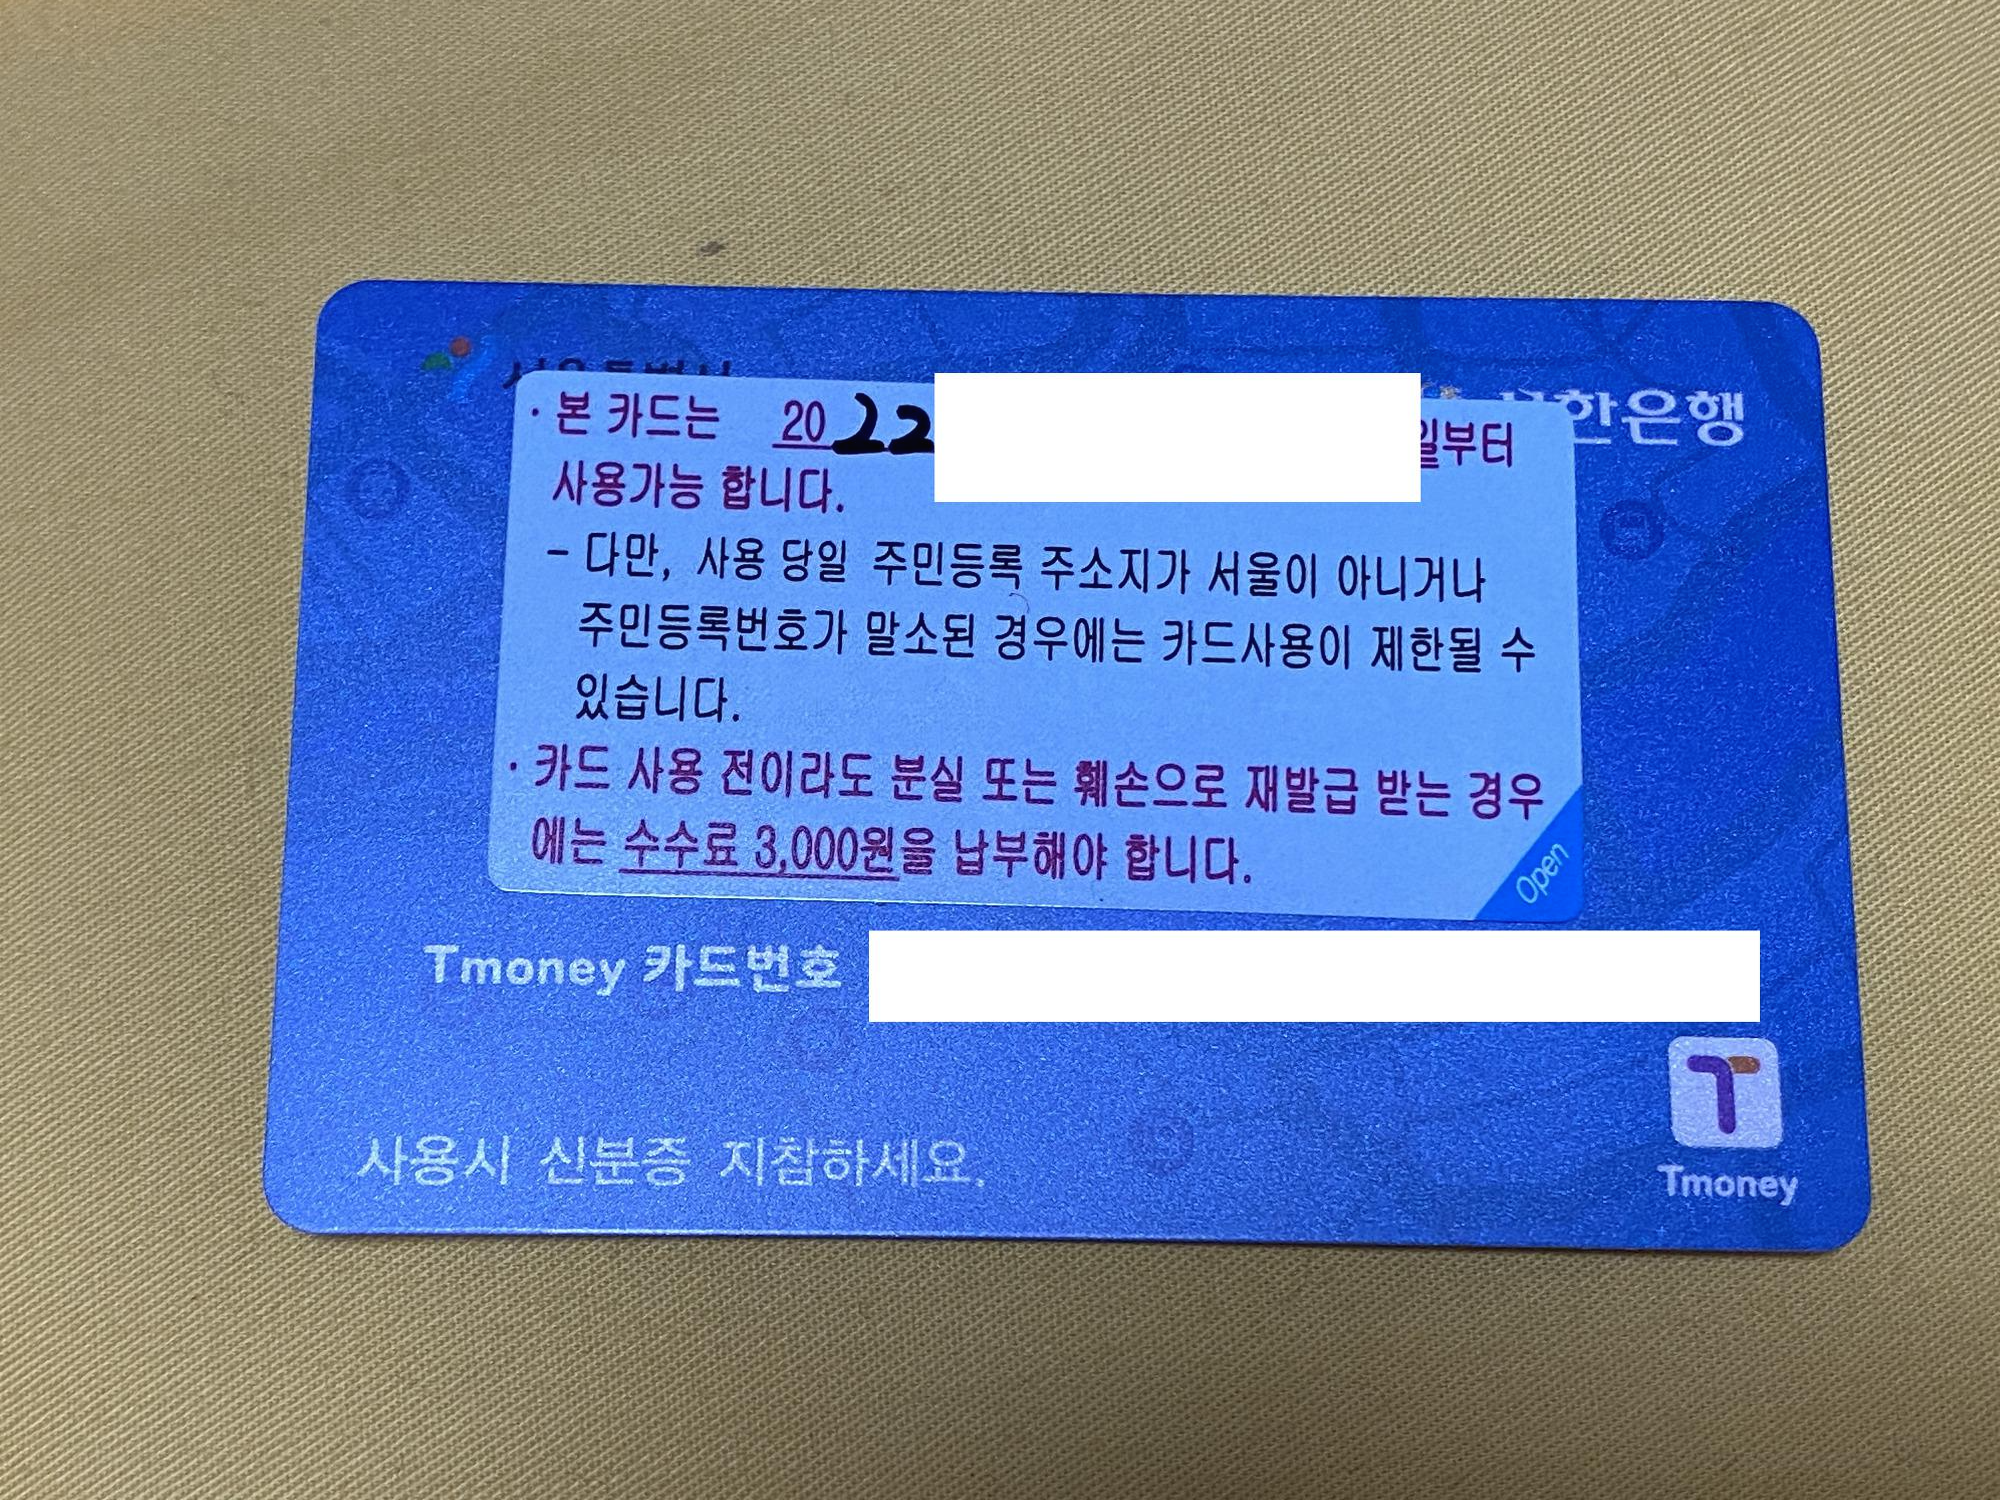 · 본 카드는 2022 일부터
사용가능 합니다.
– 다만, 사용 당일 주민등록 주소지가 서울이 아니거나
주민등록번호가 말소된 경우에는 카드사용이 제한될 수
있습니다.
· 카드 사용 전이라도 분실 또는 훼손으로 재발급 받는 경우
에는 수수료 3,000원을 납부해야 합니다.
Open
Tmoney 카드번호
사용시 신분증 지참하세요.
Tmoney